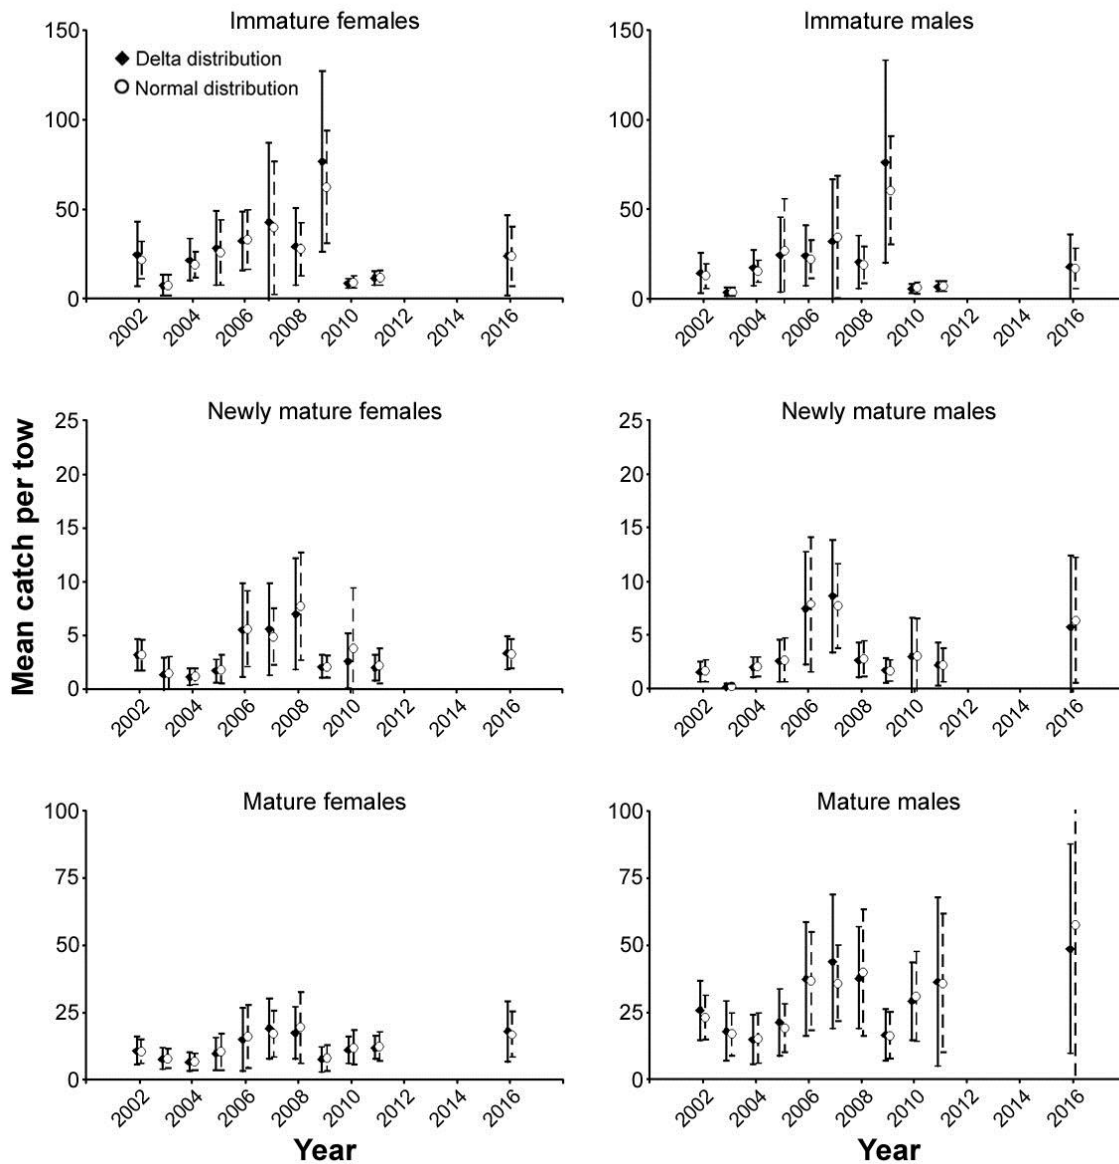 Immature females
150
100
50
0
◆ Delta distribution
○ Normal distribution
2002 2004 2006 2008 2010 2012 2014 2016
Immature males
150
100
50
0
2002 2004 2006 2008 2010 2012 2014 2016
Mean catch per tow
Newly mature females
25
20
15
10
5
0
2002 2004 2006 2008 2010 2012 2014 2016
Newly mature males
25
20
15
10
5
0
2002 2004 2006 2008 2010 2012 2014 2016
Mature females
100
75
50
25
0
2002 2004 2006 2008 2010 2012 2014 2016
Year
Mature males
100
75
50
25
0
2002 2004 2006 2008 2010 2012 2014 2016
Year